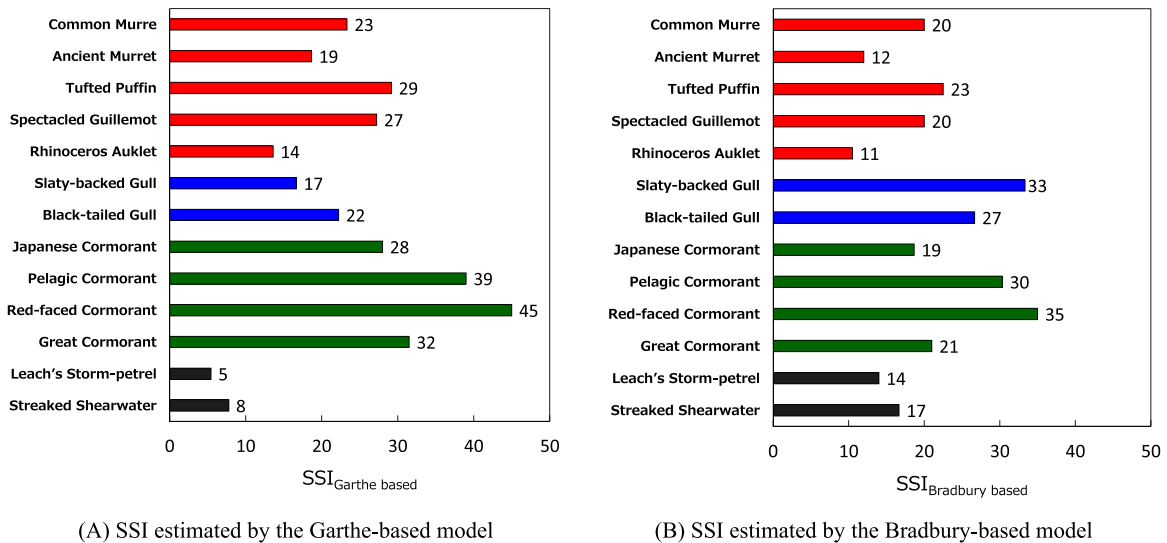 Common Murre 23
Ancient Murret 19
Tufted Puffin 29
Spectacled Guillemot 27
Rhinoceros Auklet 14
Slaty-backed Gull 17
Black-tailed Gull 22
Japanese Cormorant 28
Pelagic Cormorant 39
Red-faced Cormorant 45
Great Cormorant 32
Leach's Storm-petrel 5
Streaked Shearwater 8
0 10 20 30 40 50
SSI Garthe based
(A) SSI estimated by the Garthe-based model
Common Murre 20
Ancient Murret 12
Tufted Puffin 23
Spectacled Guillemot 20
Rhinoceros Auklet 11
Slaty-backed Gull 33
Black-tailed Gull 27
Japanese Cormorant 19
Pelagic Cormorant 30
Red-faced Cormorant 35
Great Cormorant 21
Leach's Storm-petrel 14
Streaked Shearwater 17
0 10 20 30 40 50
SSI Bradbury based
(B) SSI estimated by the Bradbury-based model